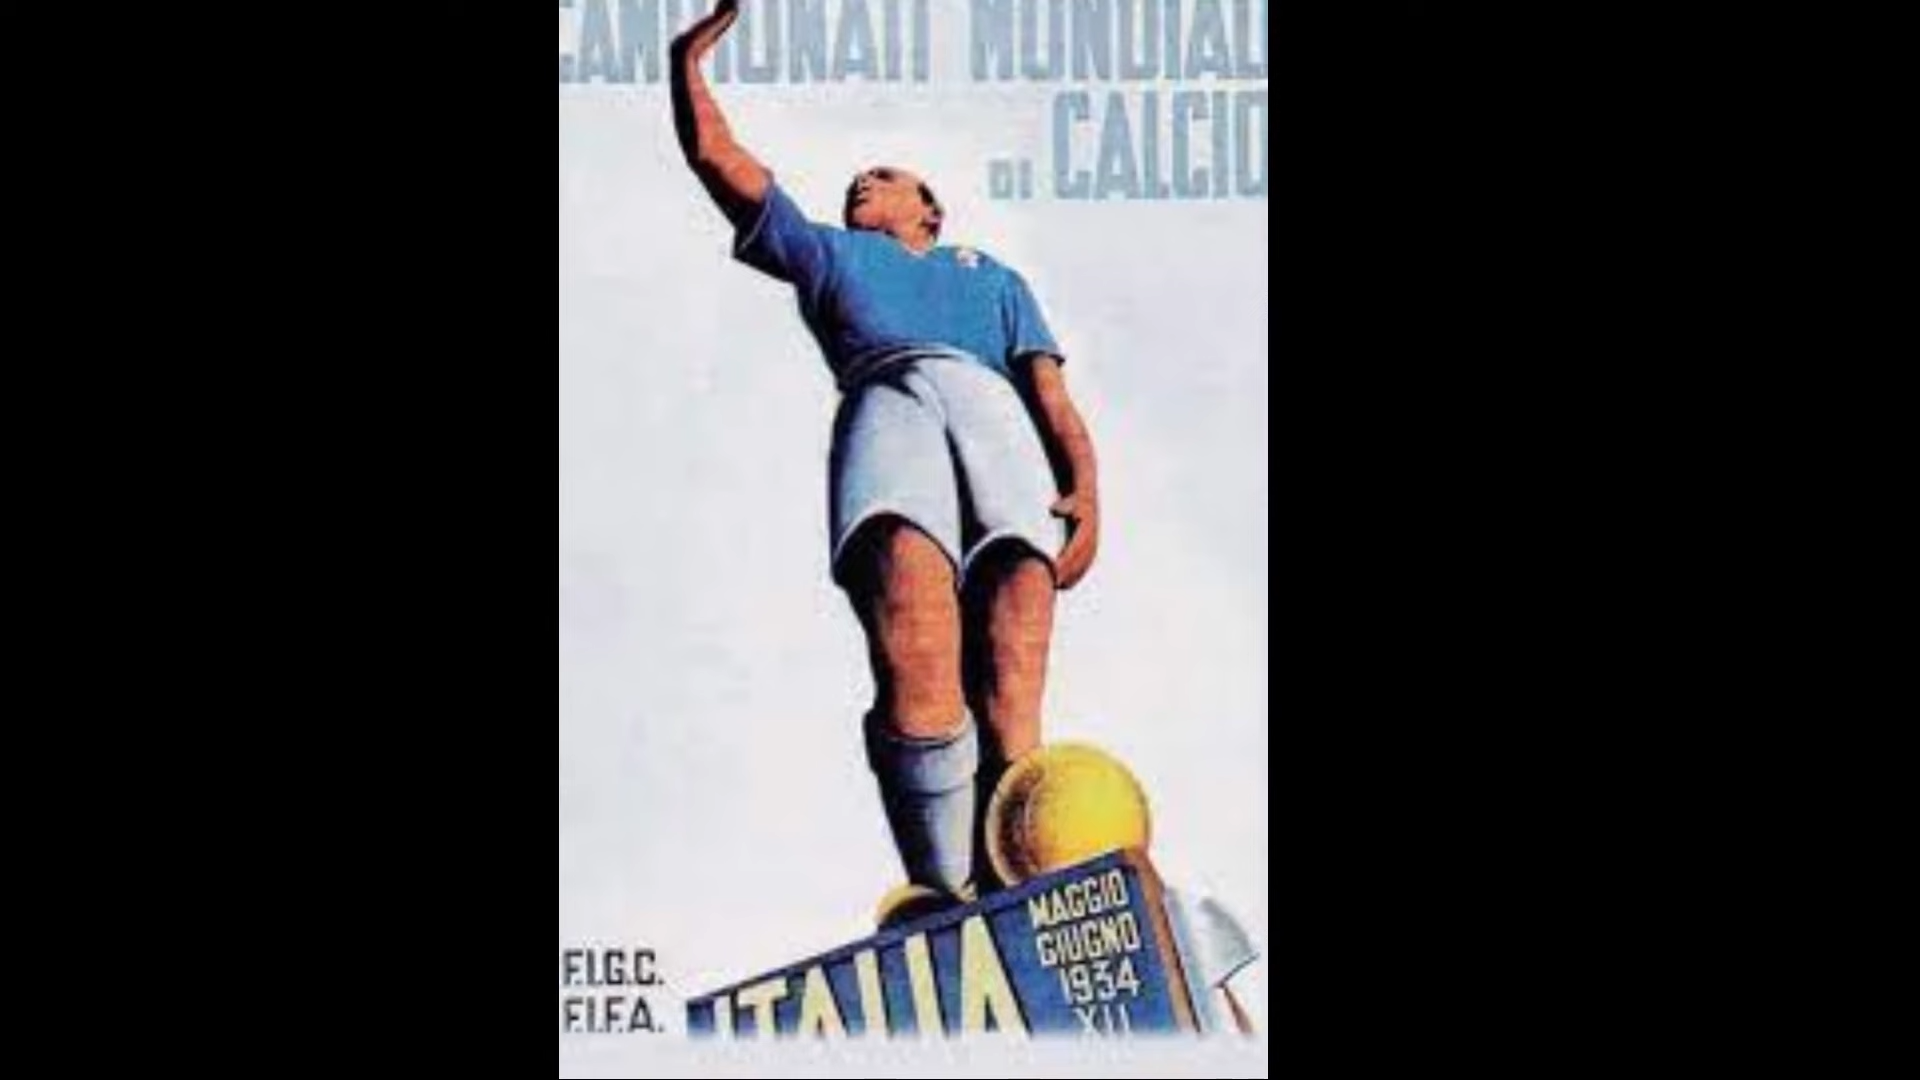 CAMPIONATI MONDIALI
DI CALCIO
F.I.G.C.
F.I.F.A.
ITALIA
MAGGIO
GIUGNO
1934
XII